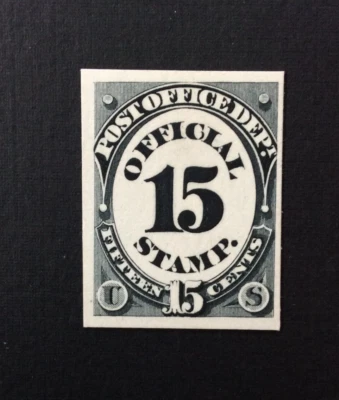 POST OFFICE DEPT.
OFFICIAL
15
STAMP.
FIFTEEN 15 CENTS
U S